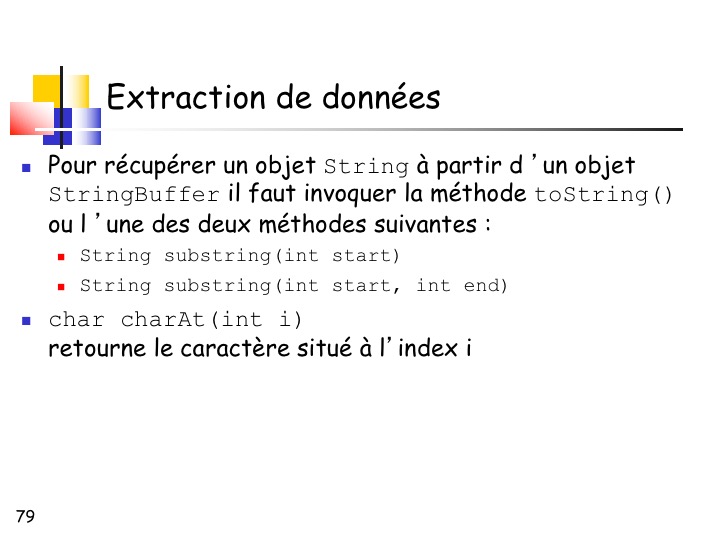 Extraction de données
Pour récupérer un objet String à partir d ’un objet
StringBuffer il faut invoquer la méthode toString()
ou l ’une des deux méthodes suivantes :
String substring(int start)
String substring(int start, int end)
char charAt(int i)
retourne le caractère situé à l’index i
79